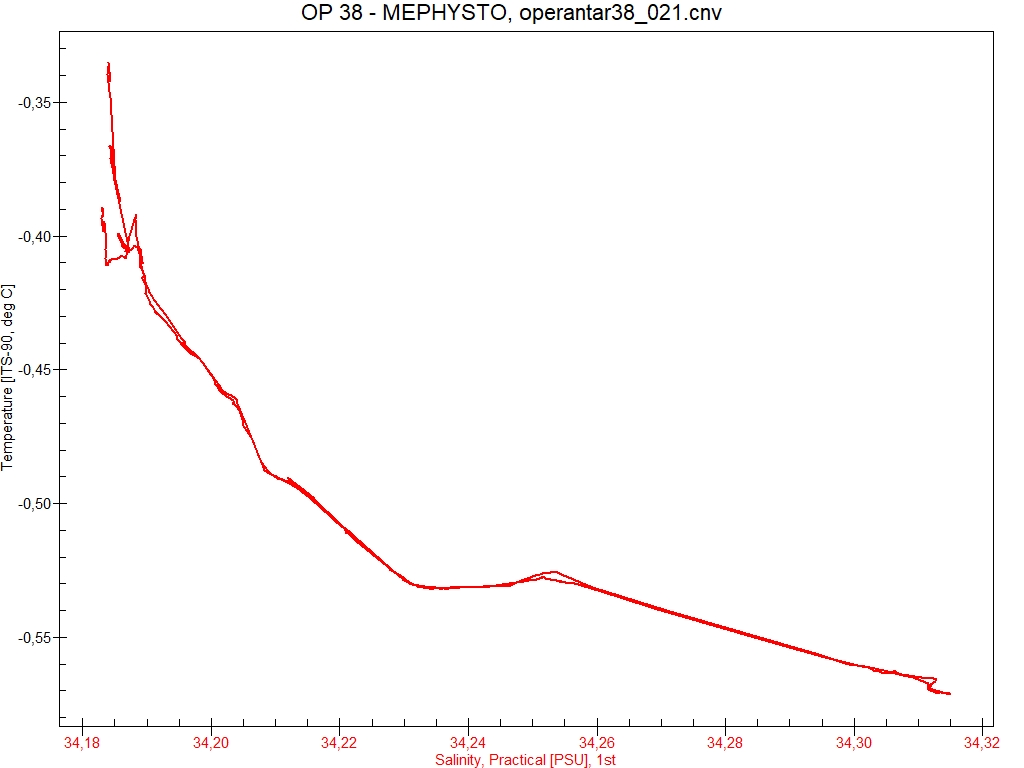 OP 38 - MEPHYSTO, operantar38_021.cnv
-0,35
-0,40
-0,45
-0,50
-0,55
Temperature [ITS-90, deg C]
34,18 34,20 34,22 34,24 34,26 34,28 34,30 34,32
Salinity, Practical [PSU], 1st